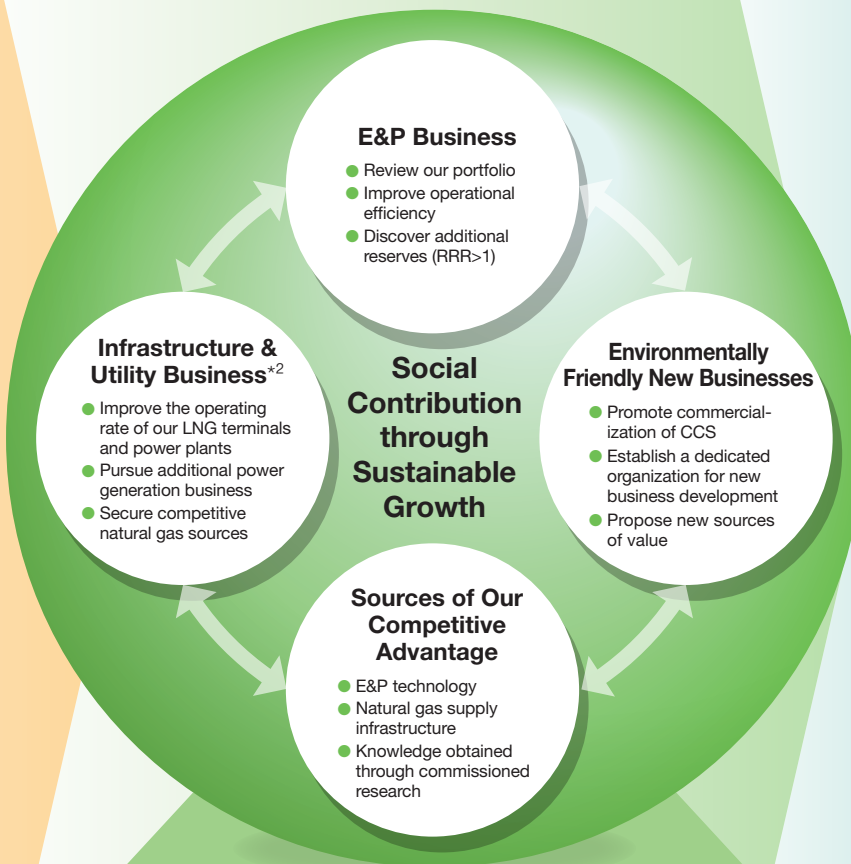 E&P Business
● Review our portfolio
● Improve operational
efficiency
● Discover additional
reserves (RRR>1)
Infrastructure &
Utility Business*2
● Improve the operating
rate of our LNG terminals
and power plants
● Pursue additional power
generation business
● Secure competitive
natural gas sources
Social
Contribution
through
Sustainable
Growth
Environmentally
Friendly New Businesses
● Promote commercial-
ization of CCS
● Establish a dedicated
organization for new
business development
● Propose new sources
of value
Sources of Our
Competitive
Advantage
● E&P technology
● Natural gas supply
infrastructure
● Knowledge obtained
through commissioned
research